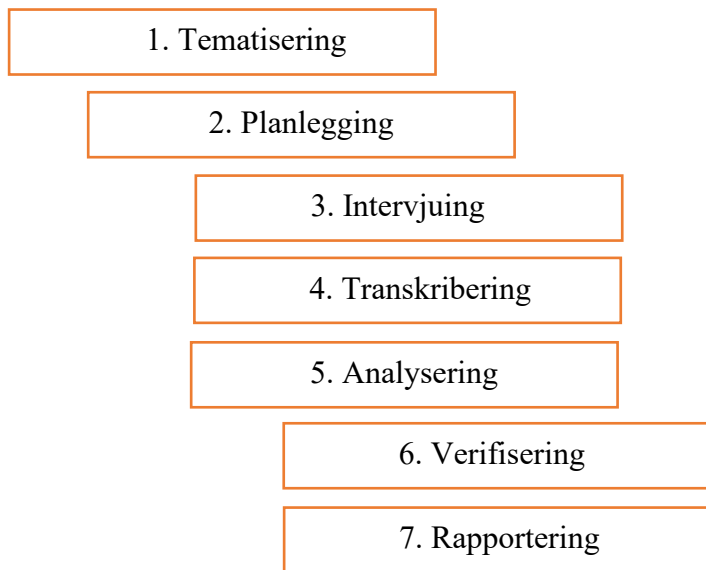 1. Tematisering
2. Planlegging
3. Intervjuing
4. Transkribering
5. Analysering
6. Verifisering
7. Rapportering